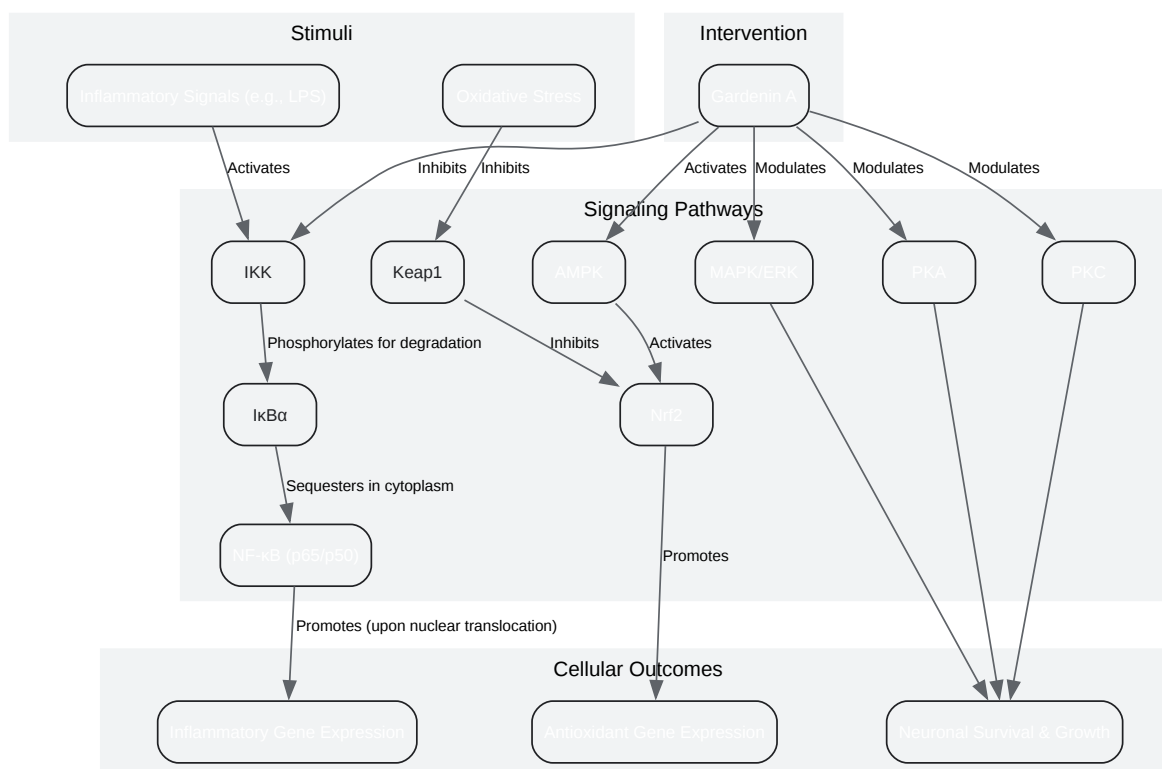 Stimuli
Intervention
Inflammatory Signals (e.g., LPS)
Oxidative Stress
Gardenin A
Activates
Inhibits
Inhibits
Activates
Modulates
Modulates
Modulates
Signaling Pathways
IKK
Keap1
AMPK
MAPK/ERK
PKA
PKC
Phosphorylates for degradation
Inhibits
Activates
IκBα
Nrf2
Sequesters in cytoplasm
NF-κB (p65/p50)
Promotes
Promotes (upon nuclear translocation)
Cellular Outcomes
Inflammatory Gene Expression
Antioxidant Gene Expression
Neuronal Survival & Growth